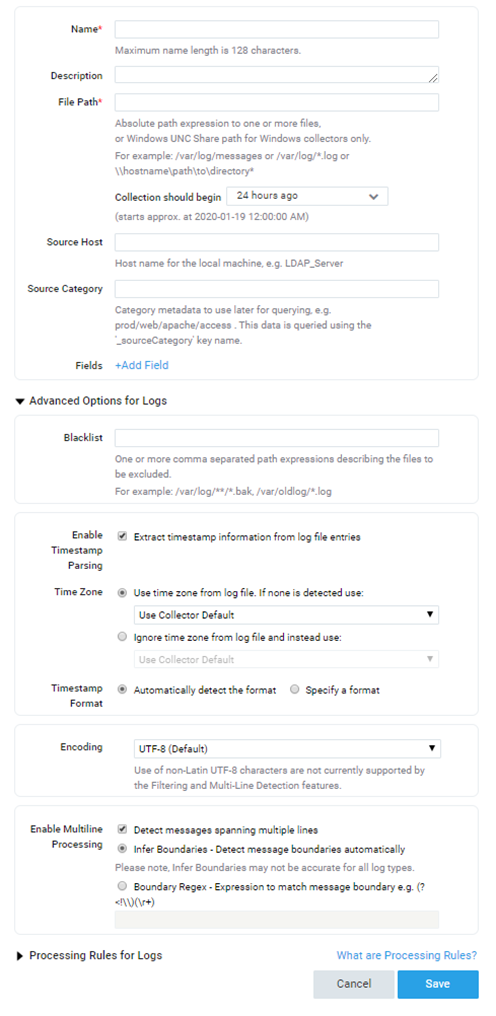 Name*
Maximum name length is 128 characters.
Description
File Path*
Absolute path expression to one or more files,
or Windows UNC Share path for Windows collectors only.
For example: /var/log/messages or /var/log/*.log or
\\hostname\path\to\directory*
Collection should begin 24 hours ago
(starts approx. at 2020-01-19 12:00:00 AM)
Source Host
Host name for the local machine, e.g. LDAP_Server
Source Category
Category metadata to use later for querying, e.g.
prod/web/apache/access . This data is queried using the
'_sourceCategory' key name.
Fields +Add Field
Advanced Options for Logs
Blacklist
One or more comma separated path expressions describing the files to
be excluded.
For example: /var/log/**/*.bak, /var/oldlog/*.log
Enable
Timestamp
Parsing
Extract timestamp information from log file entries
Time Zone
Use time zone from log file. If none is detected use:
Use Collector Default
Ignore time zone from log file and instead use:
Use Collector Default
Timestamp
Format
Automatically detect the format Specify a format
Encoding
UTF-8 (Default)
Use of non-Latin UTF-8 characters are not currently supported by
the Filtering and Multi-Line Detection features.
Enable Multiline
Processing
Detect messages spanning multiple lines
Infer Boundaries - Detect message boundaries automatically
Please note, Infer Boundaries may not be accurate for all log types.
Boundary Regex - Expression to match message boundary e.g. (?
<!\\)(\r+)
Processing Rules for Logs What are Processing Rules?
Cancel Save